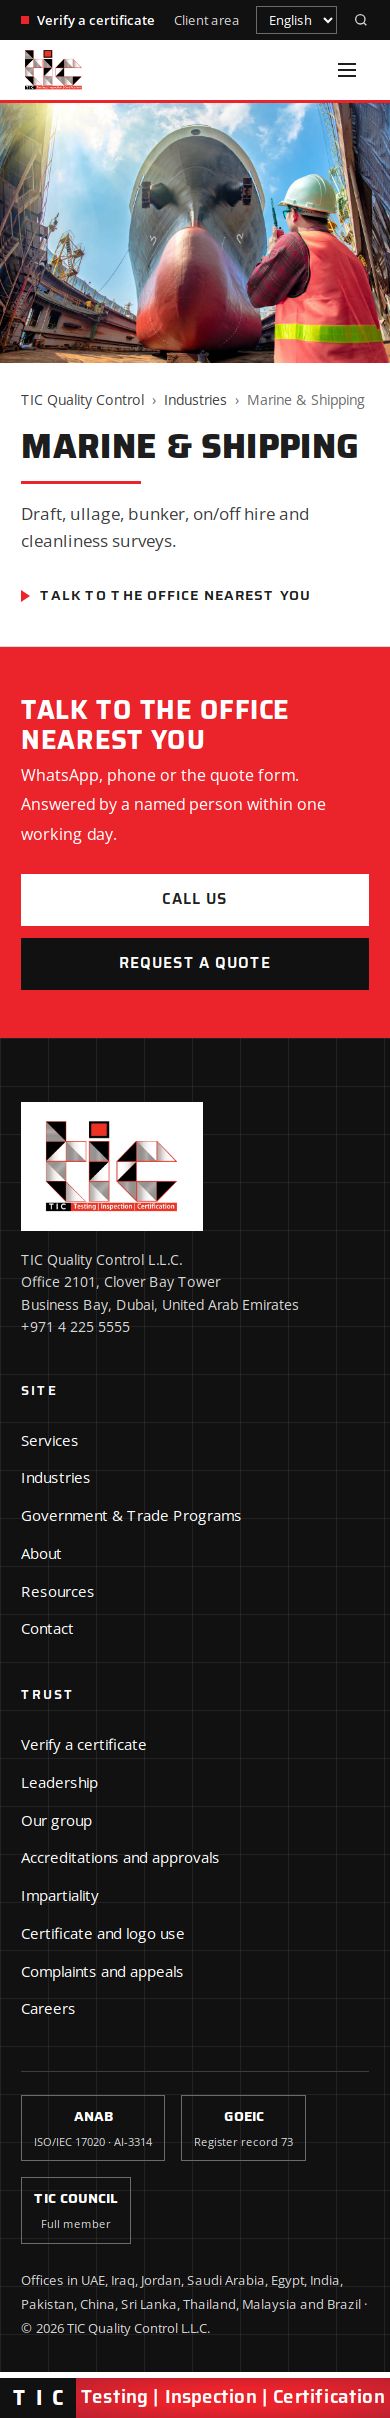 Verify a certificate Client area English
tic
TIC Testing | Inspection | Certification
TIC Quality Control › Industries › Marine & Shipping
MARINE & SHIPPING
Draft, ullage, bunker, on/off hire and
cleanliness surveys.
TALK TO THE OFFICE NEAREST YOU
TALK TO THE OFFICE
NEAREST YOU
WhatsApp, phone or the quote form.
Answered by a named person within one
working day.
CALL US
REQUEST A QUOTE
tic
TIC Testing | Inspection | Certification
TIC Quality Control L.L.C.
Office 2101, Clover Bay Tower
Business Bay, Dubai, United Arab Emirates
+971 4 225 5555
SITE
Services
Industries
Government & Trade Programs
About
Resources
Contact
TRUST
Verify a certificate
Leadership
Our group
Accreditations and approvals
Impartiality
Certificate and logo use
Complaints and appeals
Careers
ANAB GOEIC
ISO/IEC 17020 · AI-3314 Register record 73
TIC COUNCIL
Full member
Offices in UAE, Iraq, Jordan, Saudi Arabia, Egypt, India,
Pakistan, China, Sri Lanka, Thailand, Malaysia and Brazil ·
© 2026 TIC Quality Control L.L.C.
TIC Testing | Inspection | Certification